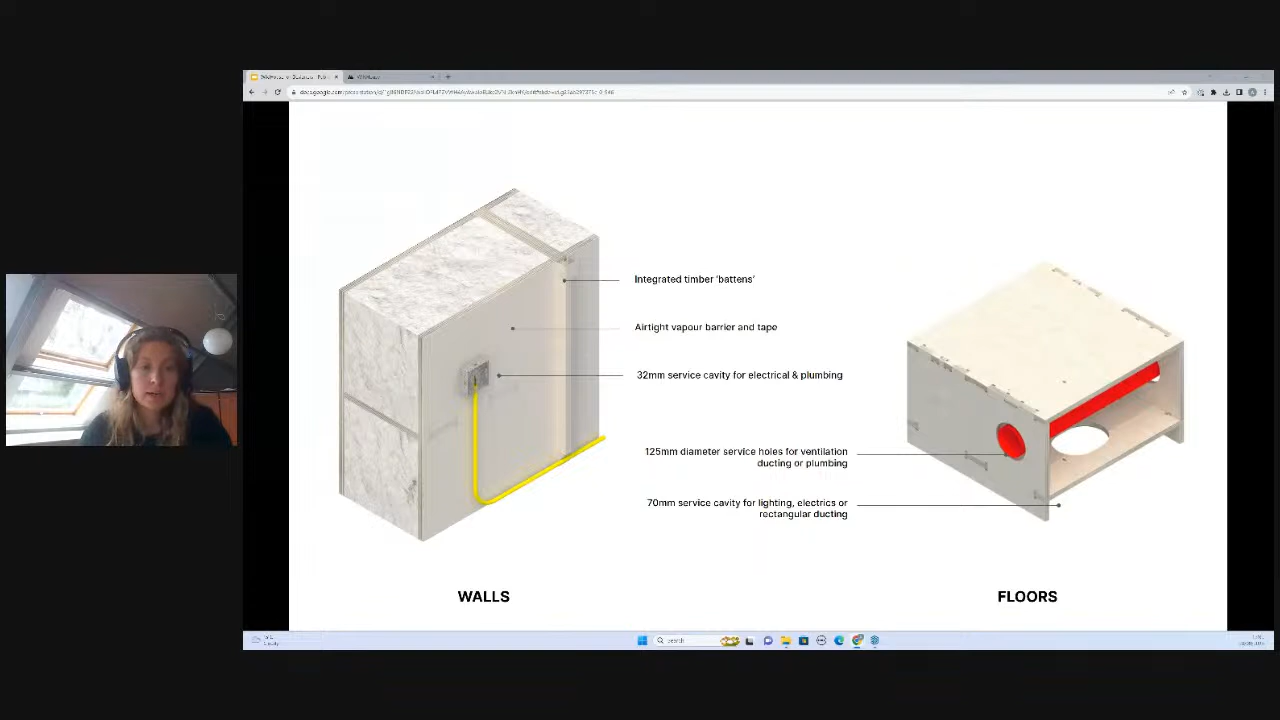 Integrated timber 'battens'
Airtight vapour barrier and tape
32mm service cavity for electrical & plumbing
125mm diameter service holes for ventilation
ducting or plumbing
70mm service cavity for lighting, electrics or
rectangular ducting
WALLS
FLOORS
Search